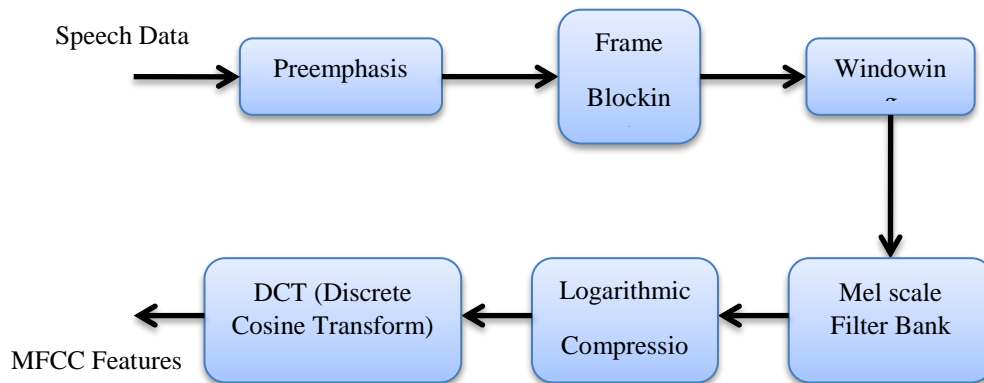 Speech Data
Preemphasis
Frame
Blockin
Windowin
Mel scale
Filter Bank
Logarithmic
Compressio
DCT (Discrete
Cosine Transform)
MFCC Features